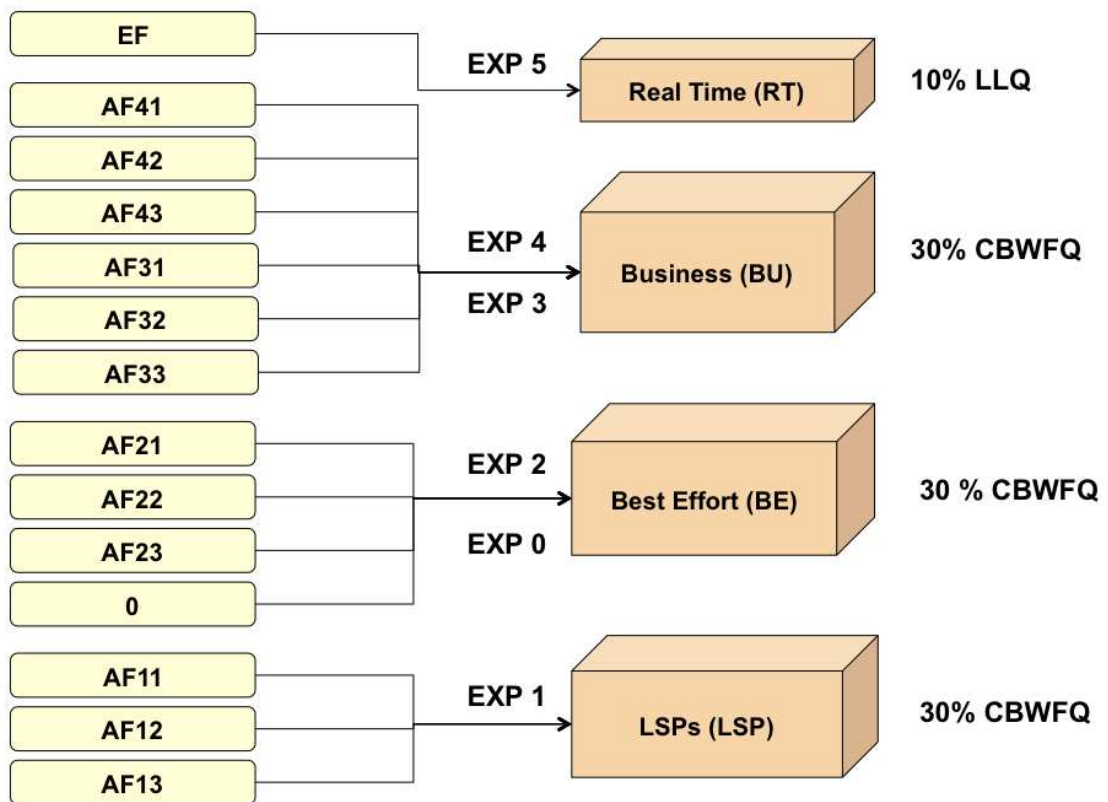 EF
EXP 5
Real Time (RT)
10% LLQ
AF41
AF42
AF43
AF31
AF32
AF33
EXP 4
EXP 3
Business (BU)
30% CBWFQ
AF21
AF22
AF23
0
EXP 2
EXP 0
Best Effort (BE)
30 % CBWFQ
AF11
AF12
AF13
EXP 1
LSPs (LSP)
30% CBWFQ